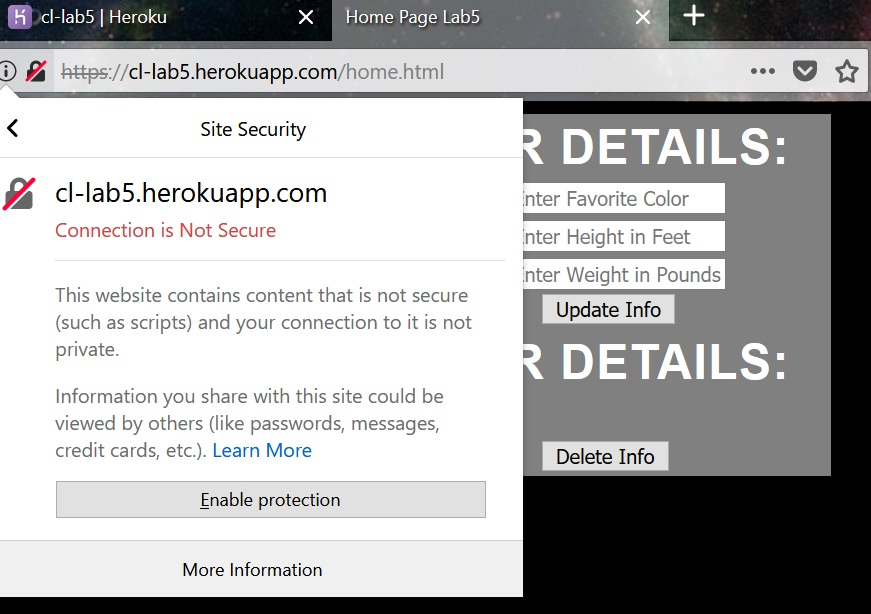 cl-lab5 | Heroku
Home Page Lab5
https://cl-lab5.herokuapp.com/home.html
Site Security
cl-lab5.herokuapp.com
Connection is Not Secure
This website contains content that is not secure
(such as scripts) and your connection to it is not
private.
Information you share with this site could be
viewed by others (like passwords, messages,
credit cards, etc.). Learn More
Enable protection
More Information
R DETAILS:
nter Favorite Color
nter Height in Feet
nter Weight in Pounds
Update Info
R DETAILS:
Delete Info